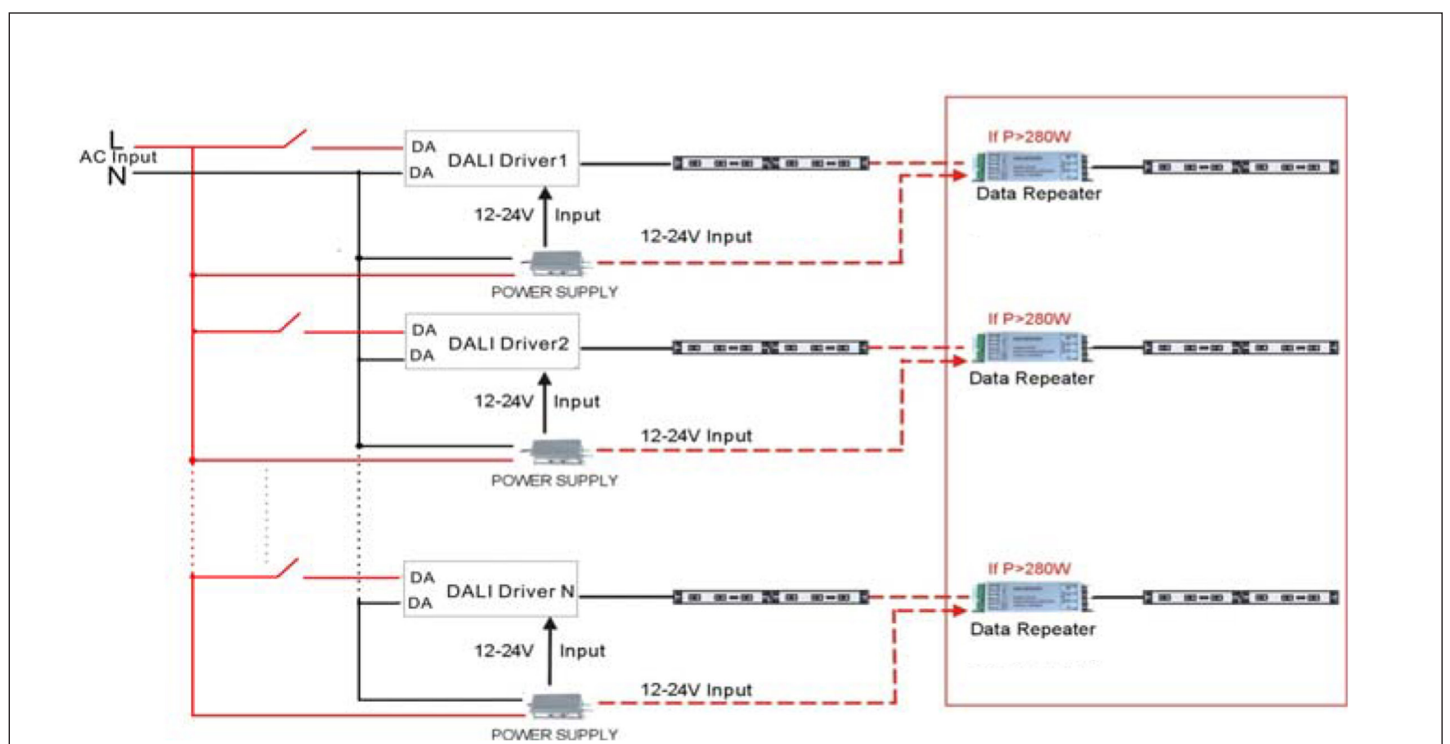 L
AC Input
N
DA
DA
DALI Driver1
12-24V Input
12-24V Input
POWER SUPPLY
If P>280W
Data Repeater
DA
DA
DALI Driver2
12-24V Input
12-24V Input
POWER SUPPLY
If P>280W
Data Repeater
DA
DA
DALI Driver N
12-24V Input
12-24V Input
POWER SUPPLY
If P>280W
Data Repeater